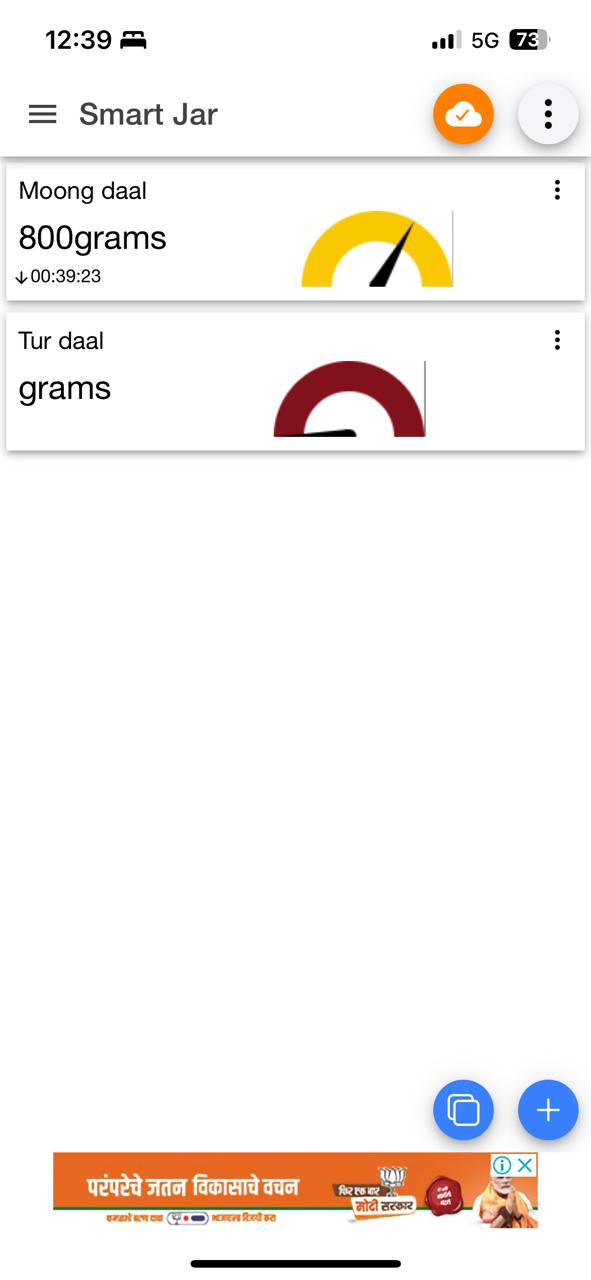 12:39
5G 73
Smart Jar
Moong daal
800grams
↓00:39:23
Tur daal
grams
परंपरेचे जतन विकासाचे वचन
फिर एक बार
मोदी सरकार